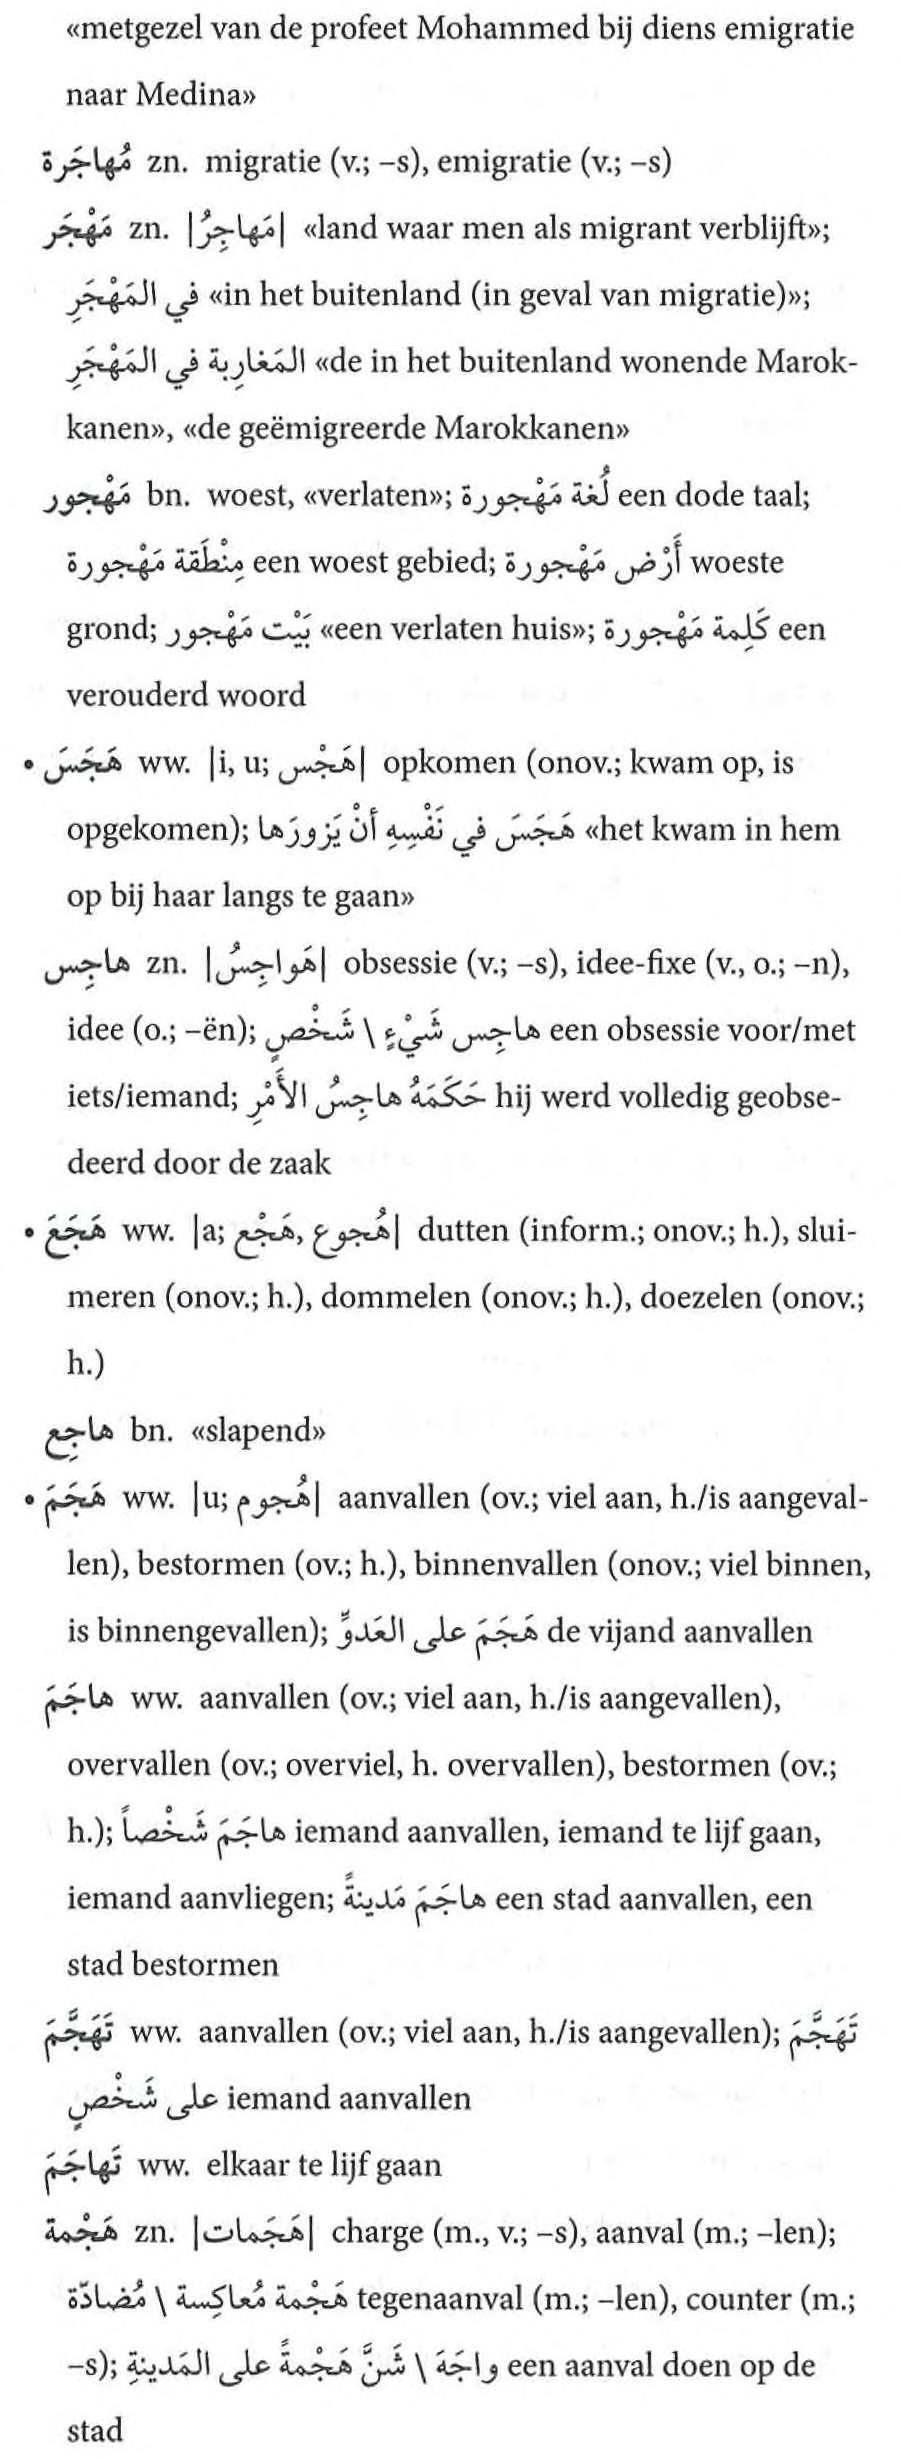 «metgezel van de profeet Mohammed bij diens emigratie
naar Medina»
مُهاجَرة zn. migratie (v.; –s), emigratie (v.; –s)
مَهْجَر zn. |مَهاجِرُ| «land waar men als migrant verblijft»;
في المَهْجَرِ «in het buitenland (in geval van migratie)»;
المَغارِبة في المَهْجَرِ «de in het buitenland wonende Marok-
kanen», «de geëmigreerde Marokkanen»
مَهْجور bn. woest, «verlaten»; لُغة مَهْجورة een dode taal;
مِنْطَقة مَهْجورة een woest gebied; أَرْض مَهْجورة woeste
grond; بَيْت مَهْجور «een verlaten huis»; كَلِمة مَهْجورة een
verouderd woord
• هَجَسَ ww. |i, u; هَجْس| opkomen (onov.; kwam op, is
opgekomen); هَجَسَ في نَفْسِهِ أنْ يَزورَها «het kwam in hem
op bij haar langs te gaan»
هاجِس zn. |هَواجِسُ| obsessie (v.; –s), idee-fixe (v., o.; –n),
idee (o.; –ën); هاجِس شَيْءٍ \ شَخْصٍ een obsessie voor/met
iets/iemand; حَكَمَهُ هاجِسُ الأَمْرِ hij werd volledig geobse-
deerd door de zaak
• هَجَعَ ww. |a; هُجوع, هَجْع| dutten (inform.; onov.; h.), slui-
meren (onov.; h.), dommelen (onov.; h.), doezelen (onov.;
h.)
هاجِع bn. «slapend»
• هَجَمَ ww. |u; هُجوم| aanvallen (ov.; viel aan, h./is aangeval-
len), bestormen (ov.; h.), binnenvallen (onov.; viel binnen,
is binnengevallen); هَجَمَ على العَدوِّ de vijand aanvallen
هاجَمَ ww. aanvallen (ov.; viel aan, h./is aangevallen),
overvallen (ov.; overviel, h. overvallen), bestormen (ov.;
h.); هاجَمَ شَخْصاً iemand aanvallen, iemand te lijf gaan,
iemand aanvliegen; هاجَمَ مَدينةً een stad aanvallen, een
stad bestormen
تَهَجَّمَ ww. aanvallen (ov.; viel aan, h./is aangevallen); تَهَجَّمَ
على شَخْصٍ iemand aanvallen
تَهاجَمَ ww. elkaar te lijf gaan
هَجْمة zn. |هَجَمات| charge (m., v.; –s), aanval (m.; –len);
هَجْمة مُعاكِسة \ مُضادّة tegenaanval (m.; –len), counter (m.;
–s); واجَهَ \ شَنَّ هَجْمةً على المَدينةِ een aanval doen op de
stad